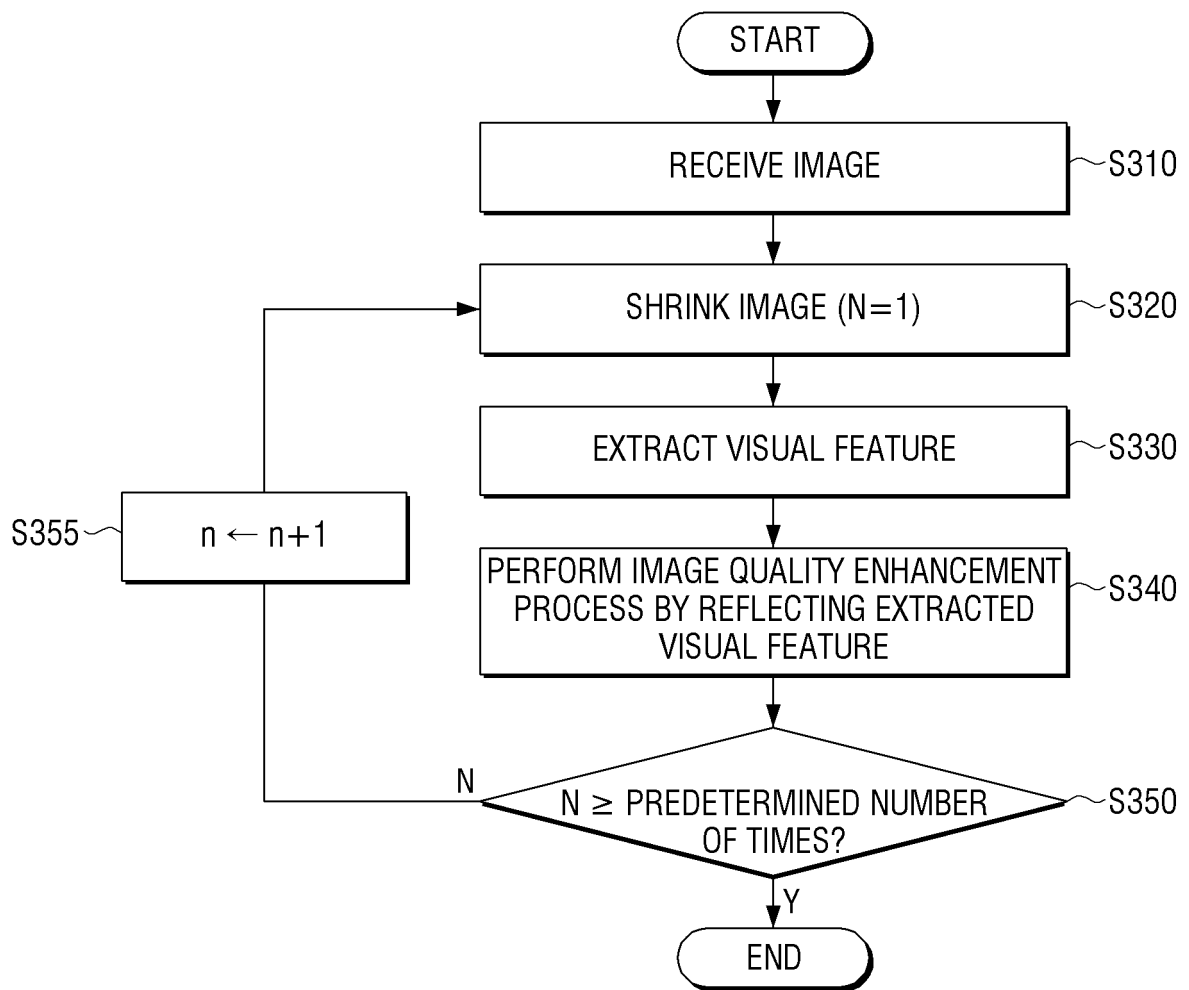 START
RECEIVE IMAGE
S310
SHRINK IMAGE (N=1)
S320
EXTRACT VISUAL FEATURE
S330
S355
n ← n+1
PERFORM IMAGE QUALITY ENHANCEMENT
PROCESS BY REFLECTING EXTRACTED
VISUAL FEATURE
S340
N
N ≥ PREDETERMINED NUMBER
OF TIMES?
S350
Y
END